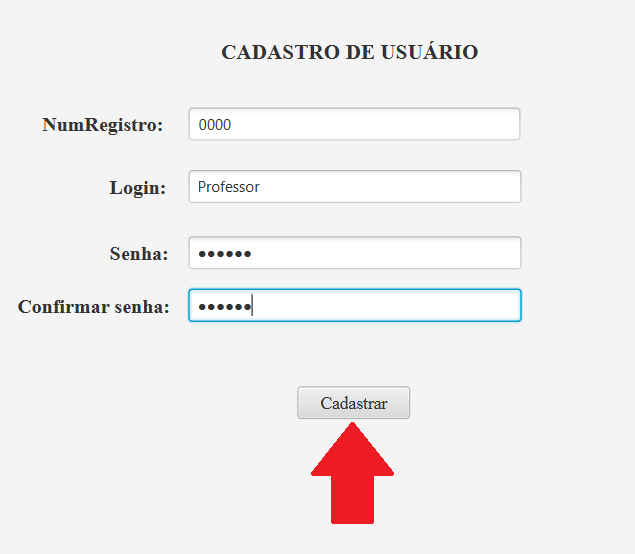 CADASTRO DE USUÁRIO
NumRegistro: 0000
Login: Professor
Senha: ●●●●●●
Confirmar senha: ●●●●●●
Cadastrar